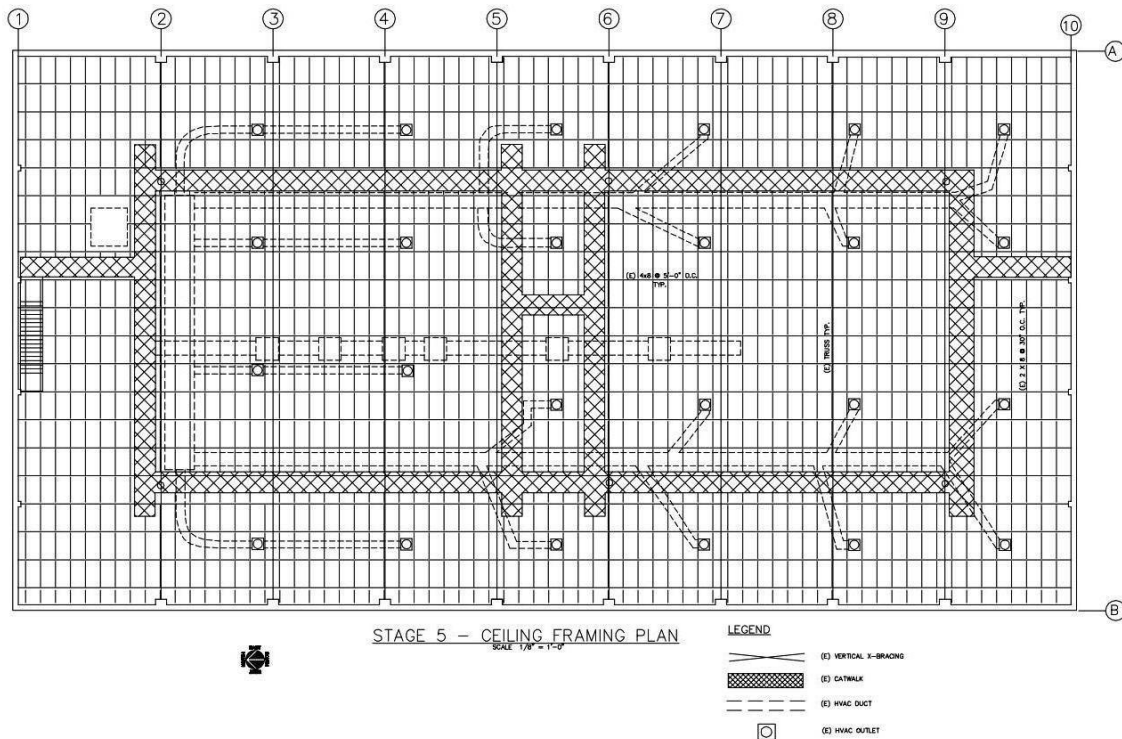 1 2 3 4 5 6 7 8 9 10
A
(E) 4x8 @ 5'-0" O.C.
TYP.
(E) TRUSS TYP.
(E) 2 X 6 @ 30" O.C. TYP.
B
STAGE 5 - CEILING FRAMING PLAN
SCALE 1/8" = 1'-0"
LEGEND
(E) VERTICAL X-BRACING
(E) CATWALK
(E) HVAC DUCT
(E) HVAC OUTLET